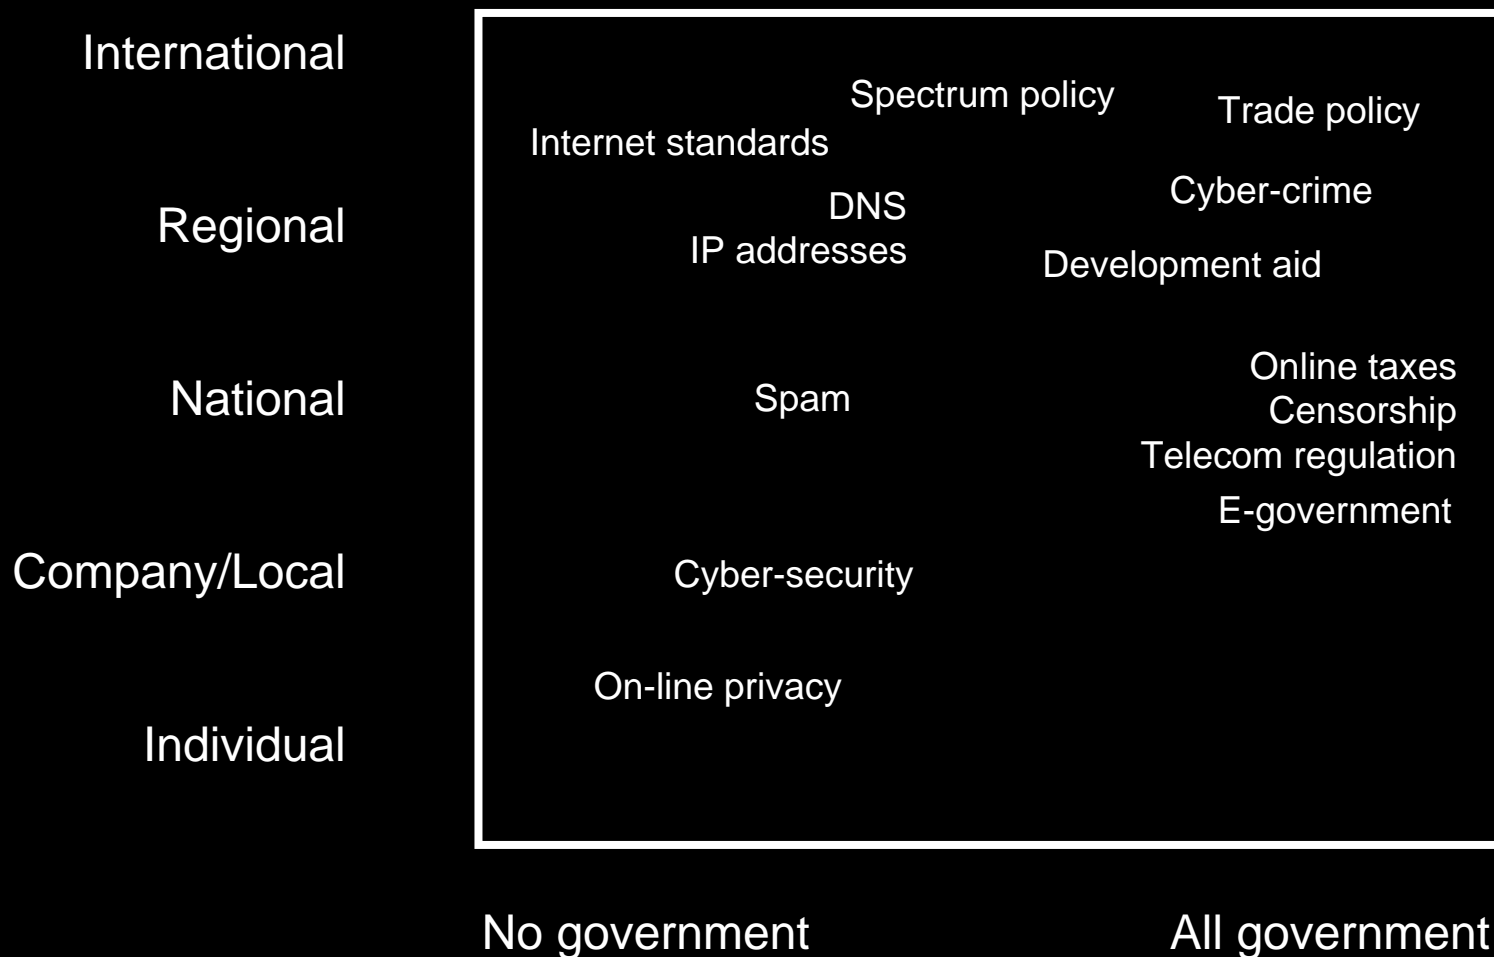 International
Spectrum policy
Trade policy
Internet standards
Cyber-crime
Regional
DNS
IP addresses
Development aid
National
Spam
Online taxes
Censorship
Telecom regulation
E-government
Company/Local
Cyber-security
On-line privacy
Individual
No government
All government